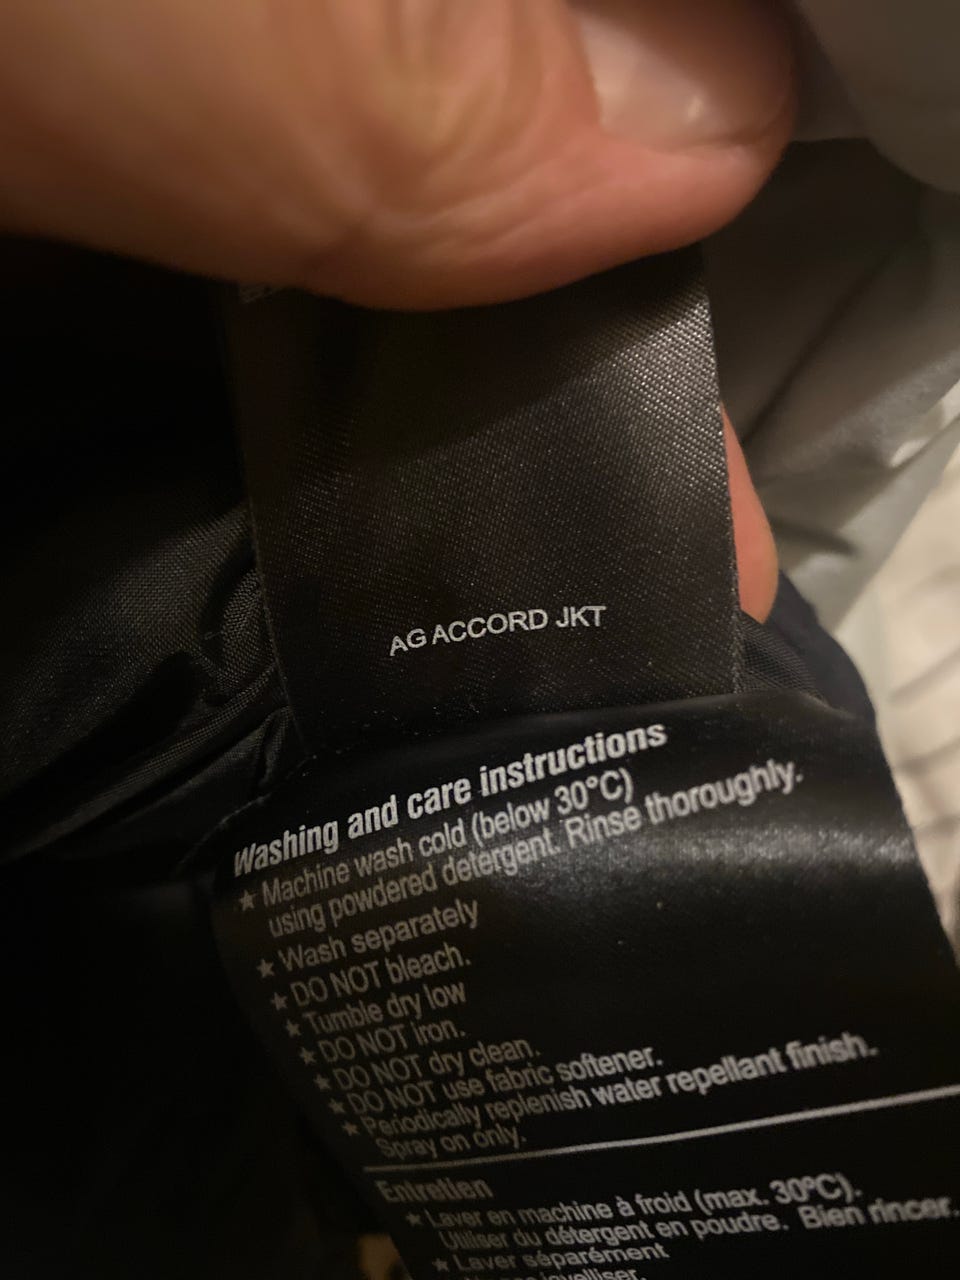 AG ACCORD JKT
Washing and care instructions
★ Machine wash cold (below 30°C)
using powdered detergent. Rinse thoroughly.
★ Wash separately
★ DO NOT bleach.
★ Tumble dry low
★ DO NOT iron.
★ DO NOT dry clean.
★ DO NOT use fabric softener.
★ Periodically replenish water repellant finish.
Spray on only.
Entretien
★ Laver en machine à froid (max. 30°C).
Utiliser du détergent en poudre. Bien rincer.
★ Laver séparément
javelliser.